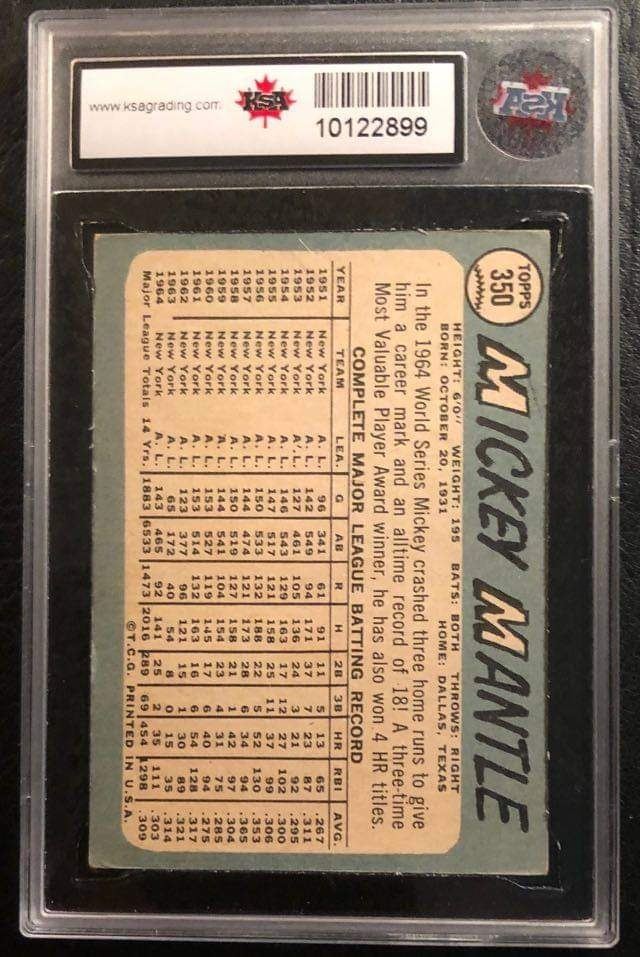 www.ksagrading.com
KSA
10122899
KSA
TOPPS
350
MICKEY MANTLE
HEIGHT: 6'0" WEIGHT: 195 BATS: BOTH THROWS: RIGHT
BORN: OCTOBER 20, 1931 HOME: DALLAS, TEXAS
In the 1964 World Series Mickey crashed three home runs to give
him a career mark and an alltime record of 18! A three-time
Most Valuable Player Award winner, he has also won 4 HR titles.
COMPLETE MAJOR LEAGUE BATTING RECORD
YEAR TEAM LEA. G AB R H 2B 3B HR RBI AVG.
1951 New York A. L. 96 341 61 91 11 5 13 65 .267
1952 New York A. L. 142 549 94 171 37 7 23 87 .311
1953 New York A. L. 127 461 105 136 24 3 21 92 .295
1954 New York A. L. 146 543 129 163 17 12 27 102 .300
1955 New York A. L. 147 517 121 158 25 11 37 99 .306
1956 New York A. L. 150 533 132 188 22 5 52 130 .353
1957 New York A. L. 144 474 121 173 28 6 34 94 .365
1958 New York A. L. 150 519 127 158 21 1 42 97 .304
1959 New York A. L. 144 541 104 154 23 4 31 75 .285
1960 New York A. L. 153 527 119 145 17 6 40 94 .275
1961 New York A. L. 153 514 132 163 16 6 54 128 .317
1962 New York A. L. 123 377 96 121 15 1 30 89 .321
1963 New York A. L. 65 172 40 54 8 0 15 35 .314
1964 New York A. L. 143 465 92 141 25 2 35 111 .303
Major League Totals 14 Yrs. 1883 6533 1473 2016 289 69 454 1298 .309
©T.C.G. PRINTED IN U.S.A.